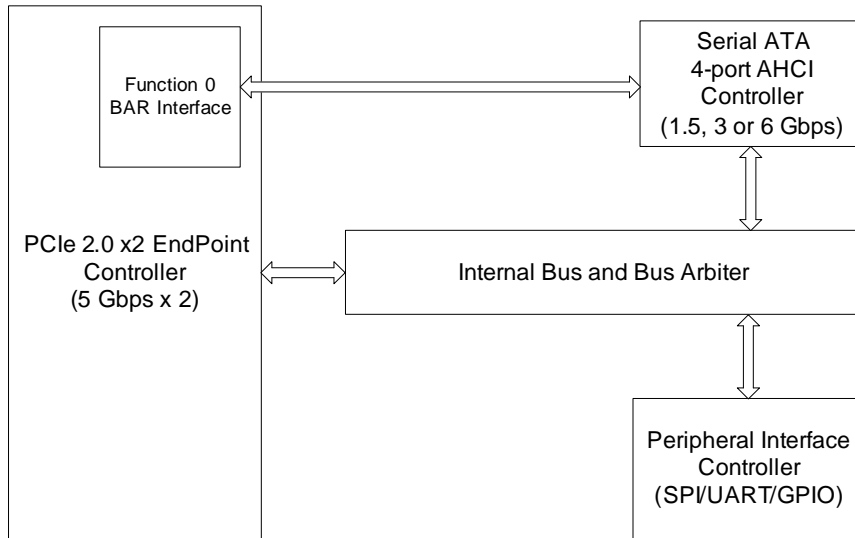 Function 0
BAR Interface
Serial ATA
4-port AHCI
Controller
(1.5, 3 or 6 Gbps)
PCIe 2.0 x2 EndPoint
Controller
(5 Gbps x 2)
Internal Bus and Bus Arbiter
Peripheral Interface
Controller
(SPI/UART/GPIO)